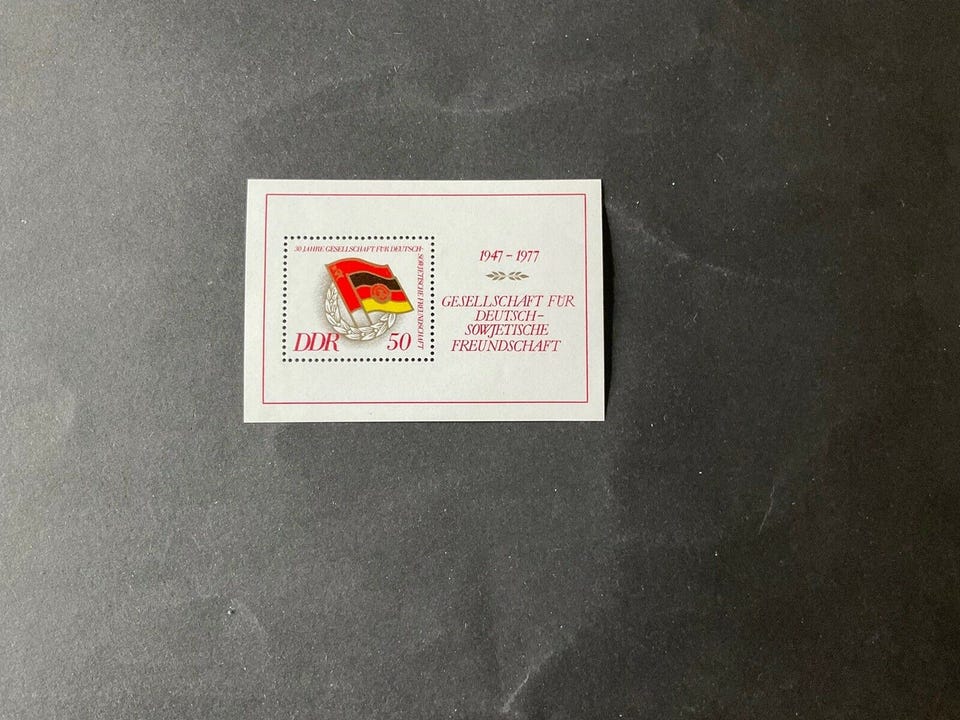 30 JAHRE GESELLSCHAFT FÜR DEUTSCH-
SOWJETISCHE FREUNDSCHAFT
DDR 50
1947 – 1977
GESELLSCHAFT FÜR
DEUTSCH-
SOWJETISCHE
FREUNDSCHAFT